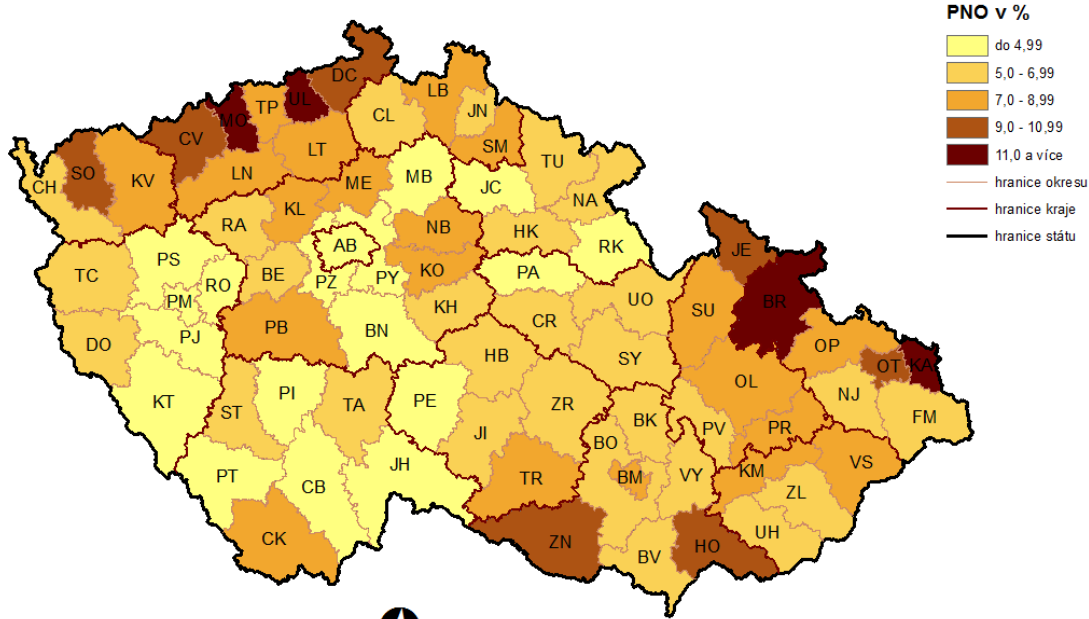 PNO v %
do 4,99
5,0 - 6,99
7,0 - 8,99
9,0 - 10,99
11,0 a více
hranice okresu
hranice kraje
hranice státu
DC
LB
UL
TP
JN
MO
CL
CV
LT
SM
TU
CH
SO
KV
LN
ME
MB
JC
NA
KL
RA
NB
HK
RK
AB
JE
PS
RO
BE
KO
PA
TC
PZ
PY
PM
UO
BR
KH
SU
PB
CR
DO
PJ
BN
OP
HB
SY
OT
KA
OL
KT
ST
PI
TA
PE
ZR
NJ
FM
BK
PV
PR
JI
BO
VS
JH
KM
PT
TR
BM
VY
CB
ZL
UH
CK
ZN
HO
BV